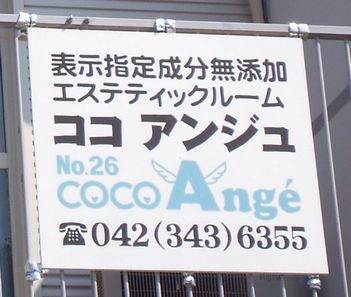 表示指定成分無添加
エステティックルーム
ココ アンジュ
No.26
COCO Angé
☎042(343)6355